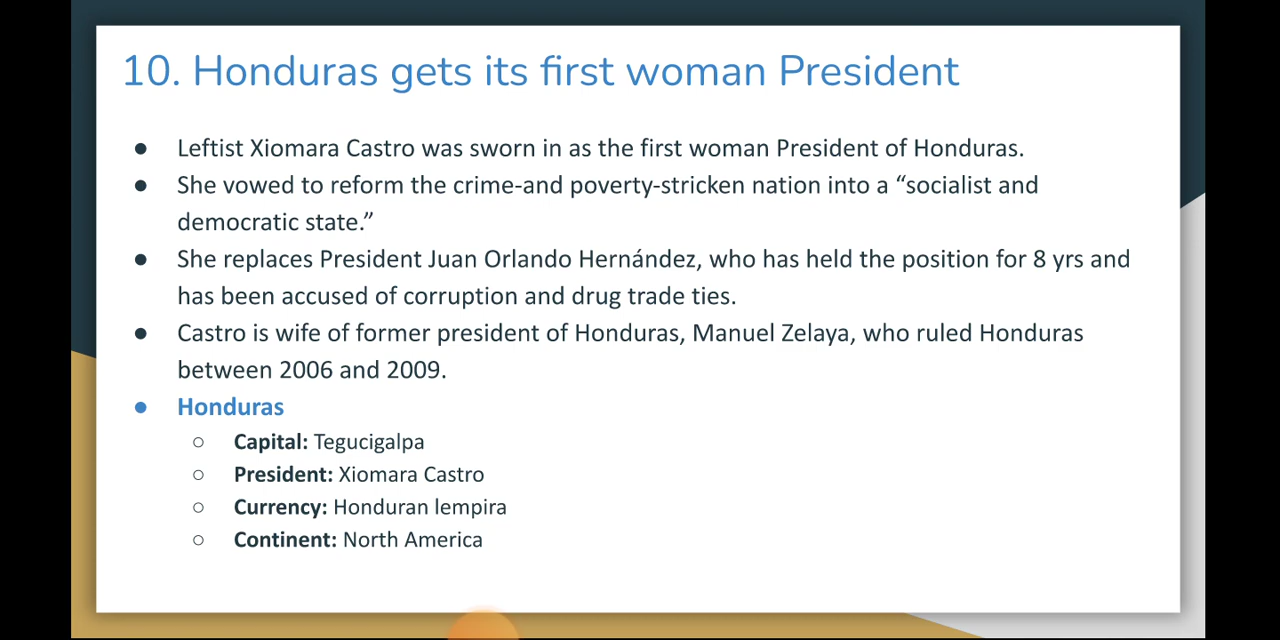 10. Honduras gets its first woman President
● Leftist Xiomara Castro was sworn in as the first woman President of Honduras.
● She vowed to reform the crime-and poverty-stricken nation into a “socialist and
democratic state.”
● She replaces President Juan Orlando Hernández, who has held the position for 8 yrs and
has been accused of corruption and drug trade ties.
● Castro is wife of former president of Honduras, Manuel Zelaya, who ruled Honduras
between 2006 and 2009.
● Honduras
○ Capital: Tegucigalpa
○ President: Xiomara Castro
○ Currency: Honduran lempira
○ Continent: North America